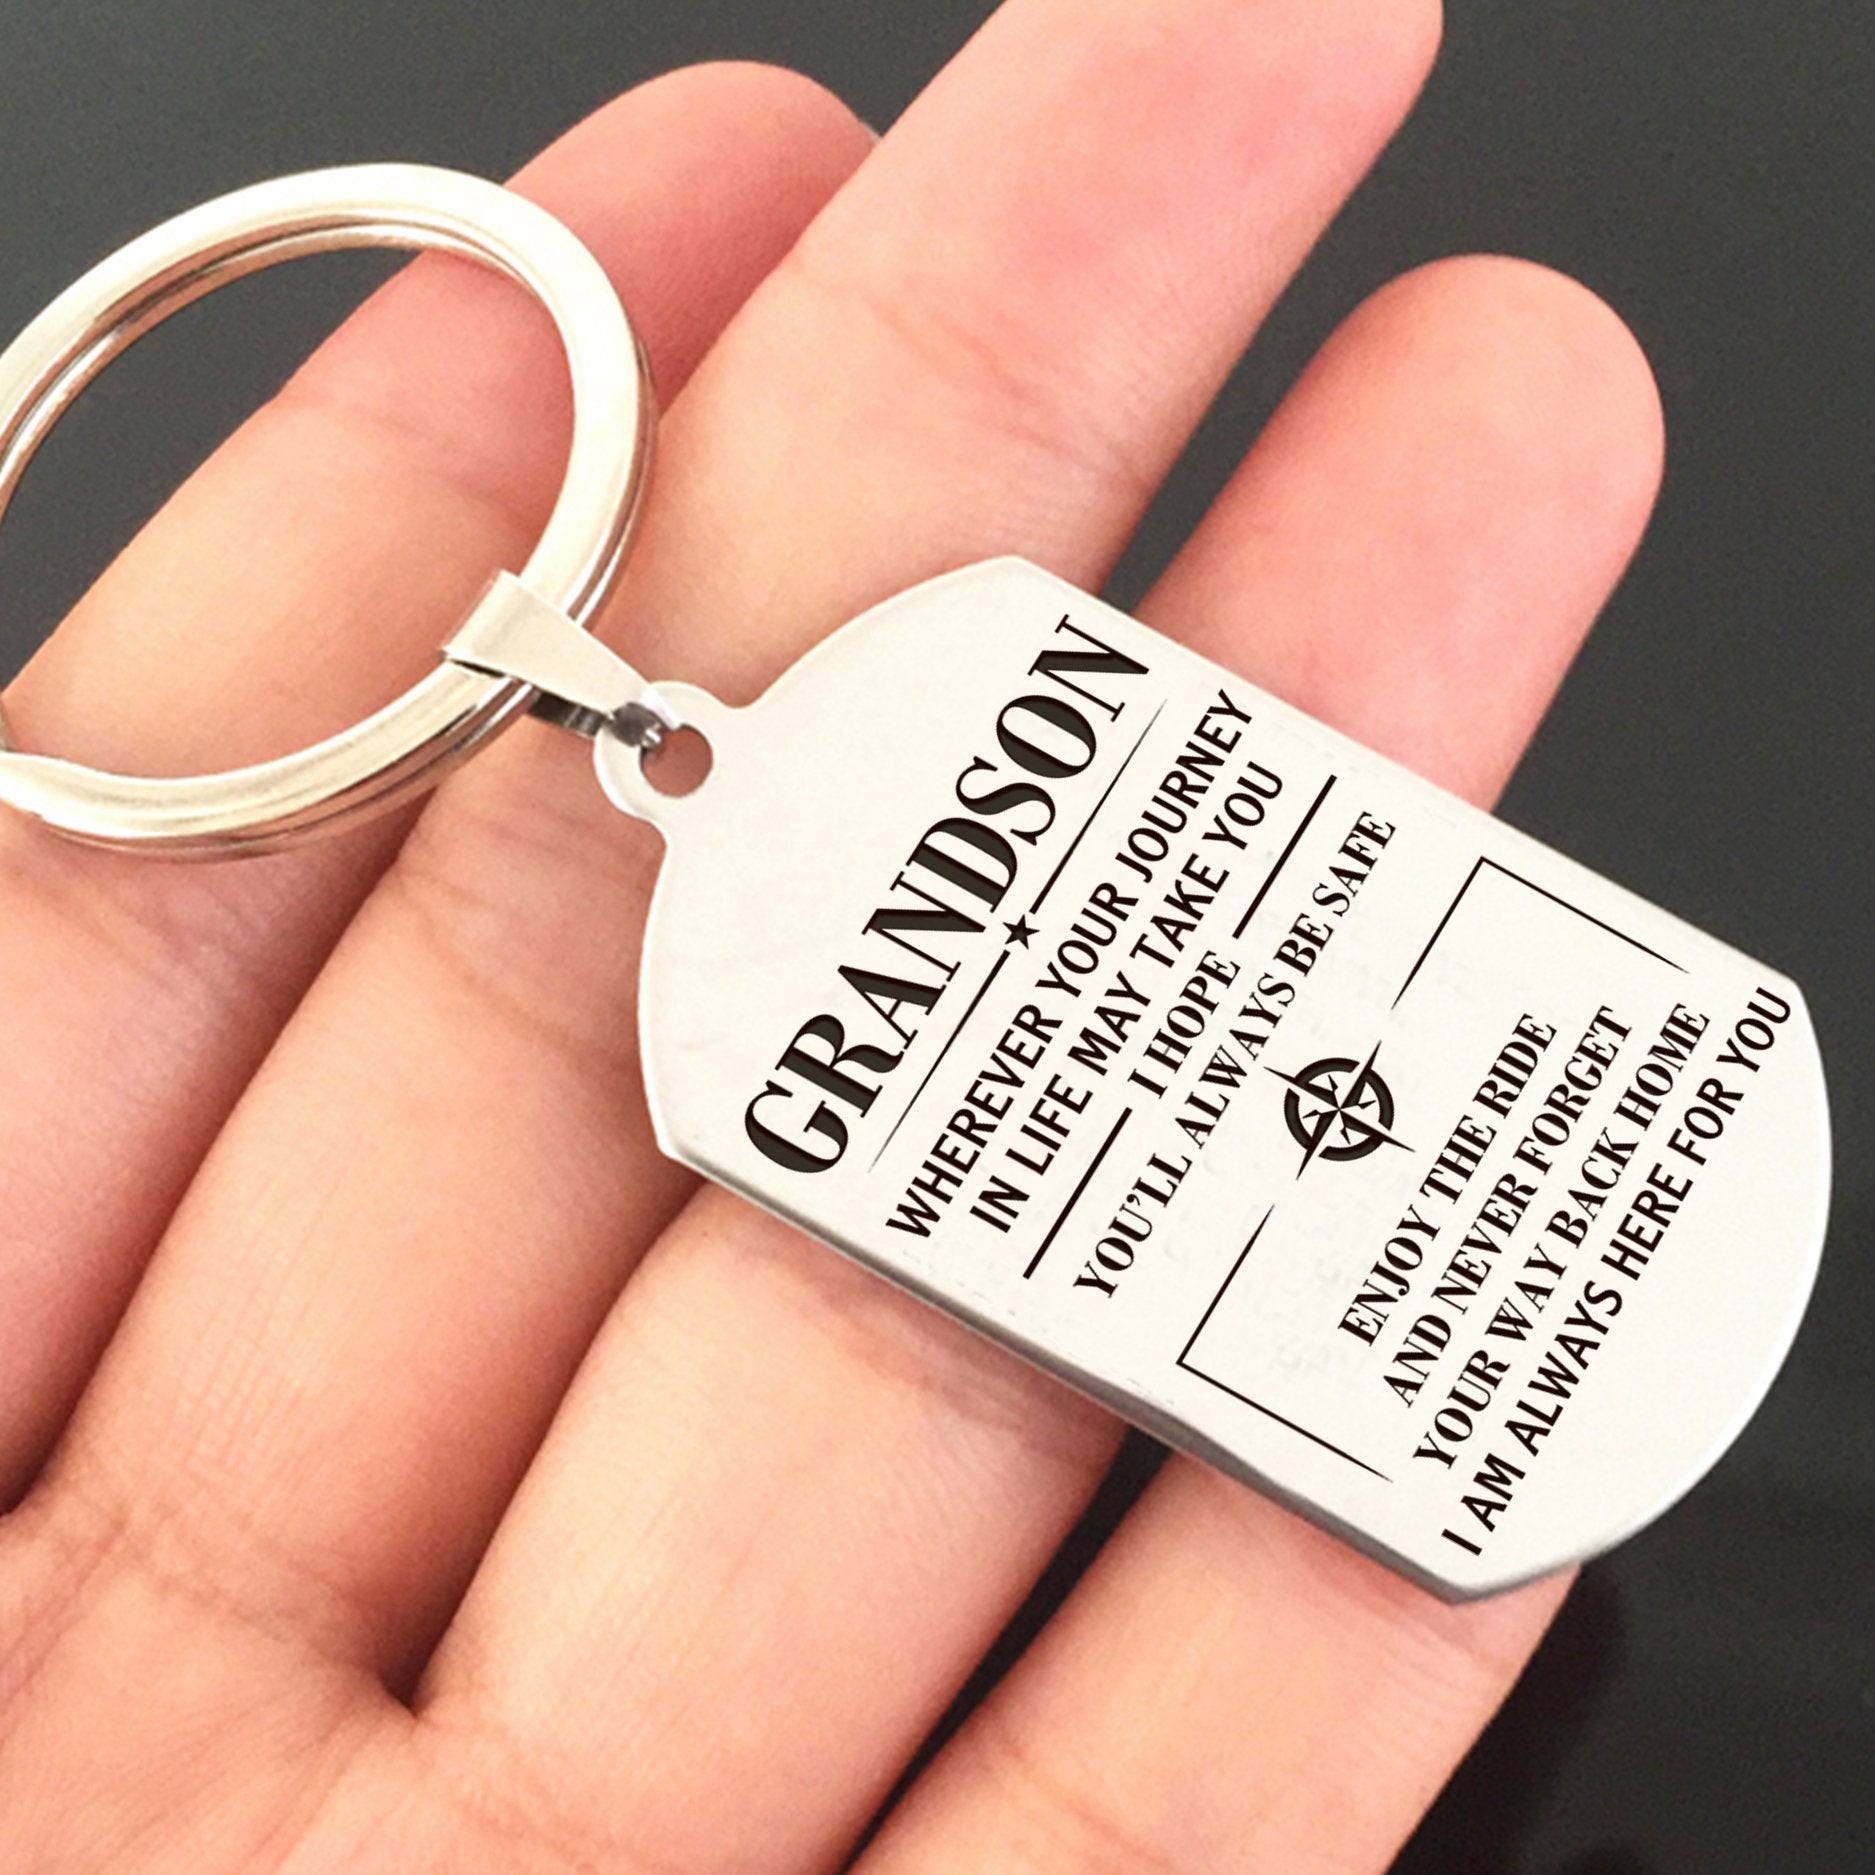 GRANDSON
WHEREVER YOUR JOURNEY
IN LIFE MAY TAKE YOU
I HOPE
YOU'LL ALWAYS BE SAFE
ENJOY THE RIDE
AND NEVER FORGET
YOUR WAY BACK HOME
I AM ALWAYS HERE FOR YOU